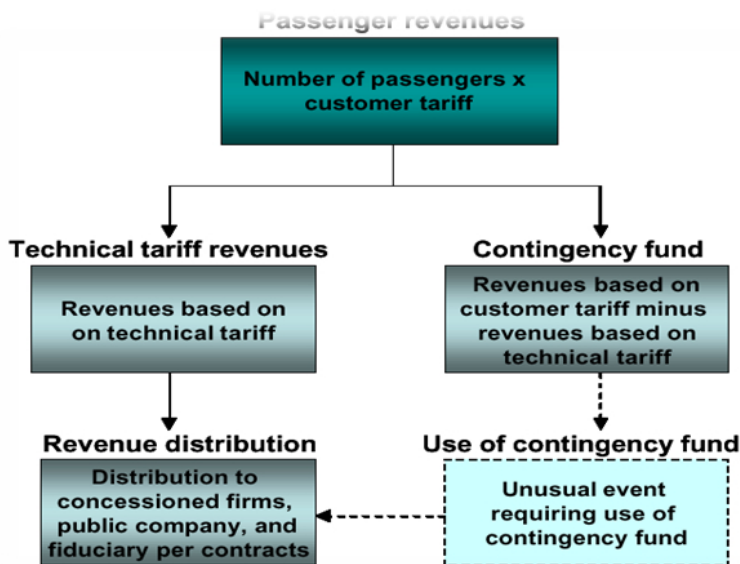 Passenger revenues
Number of passengers x
customer tariff
Technical tariff revenues
Revenues based on
on technical tariff
Contingency fund
Revenues based on
customer tariff minus
revenues based on
technical tariff
Revenue distribution
Distribution to
concessioned firms,
public company, and
fiduciary per contracts
Use of contingency fund
Unusual event
requiring use of
contingency fund